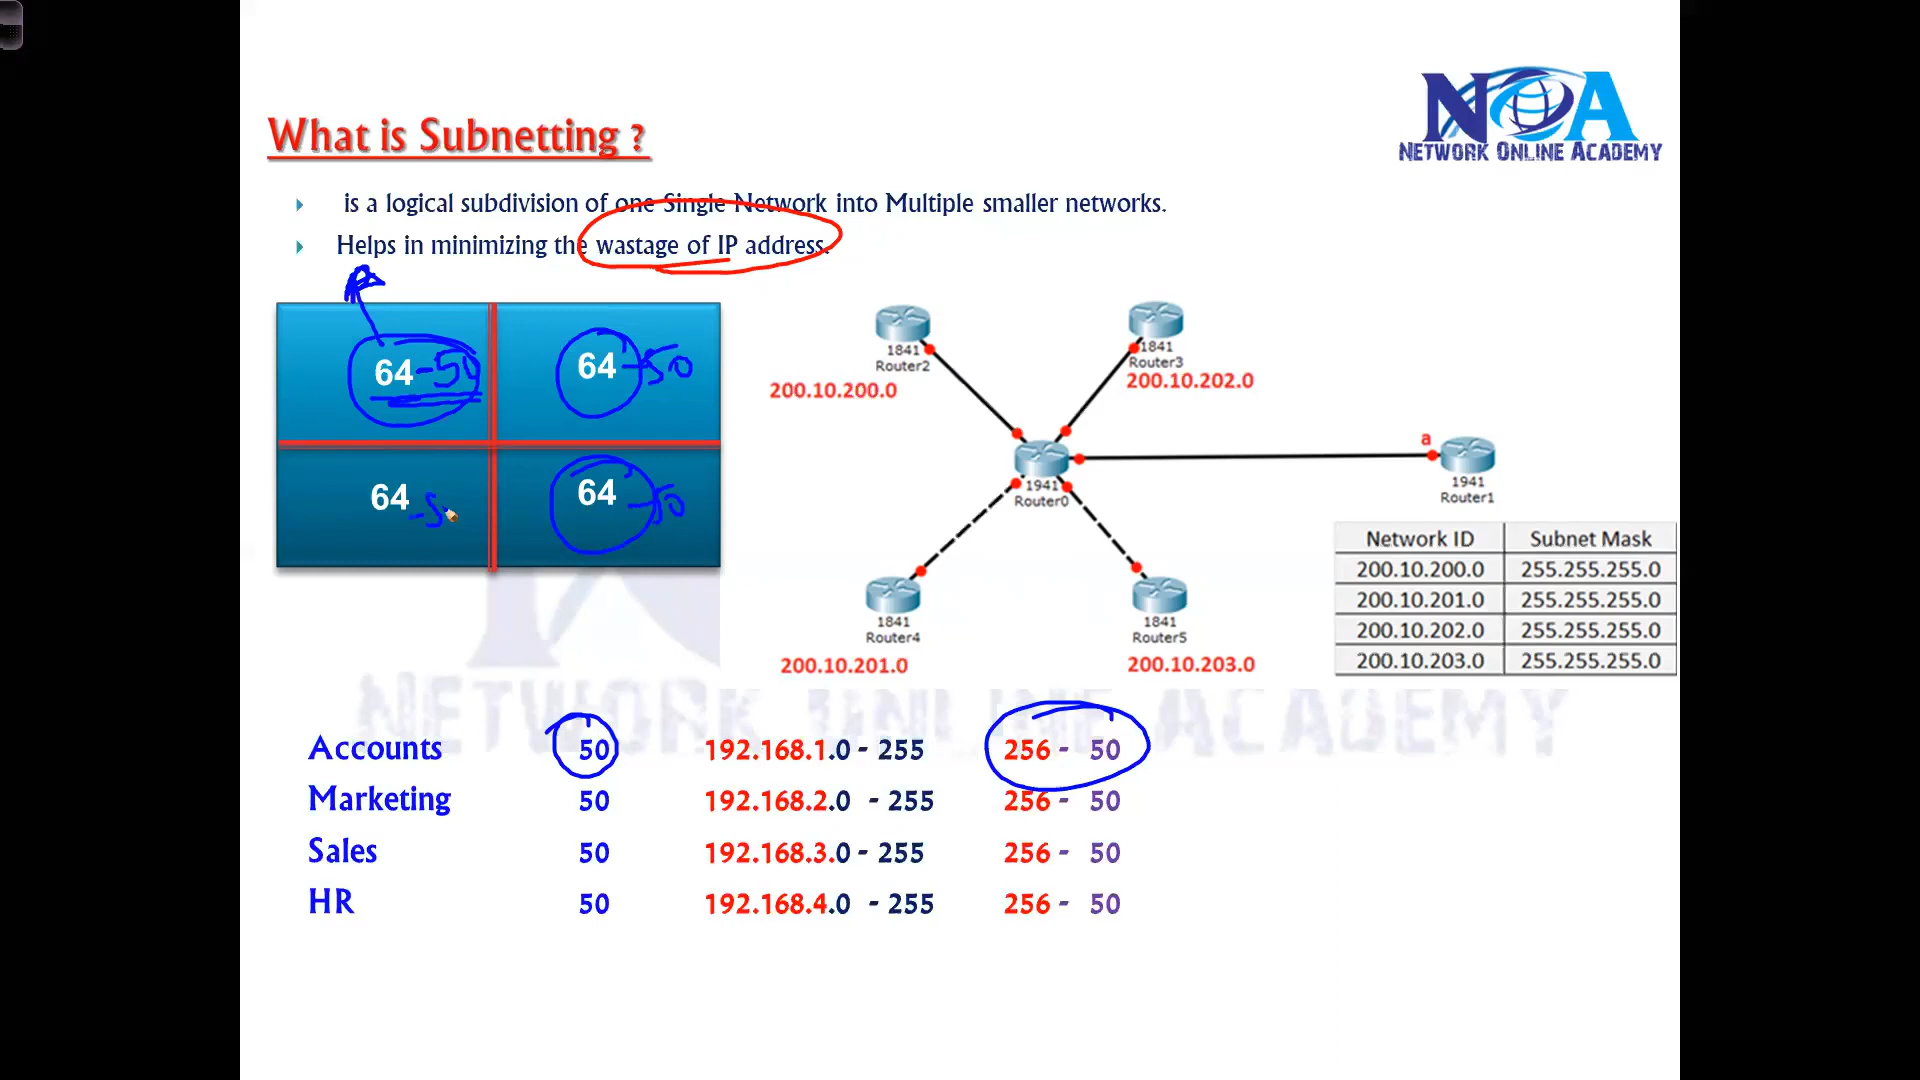 NOA
NETWORK ONLINE ACADEMY
What is Subnetting ?
is a logical subdivision of one Single Network into Multiple smaller networks.
Helps in minimizing the wastage of IP address.
64 -50
64 -50
64 -5
64 -50
1841
Router2
200.10.200.0
1841
Router3
200.10.202.0
1941
Router0
a
1941
Router1
1841
Router4
200.10.201.0
1841
Router5
200.10.203.0
Network ID Subnet Mask
200.10.200.0 255.255.255.0
200.10.201.0 255.255.255.0
200.10.202.0 255.255.255.0
200.10.203.0 255.255.255.0
NETWORK ONLINE ACADEMY
Accounts 50 192.168.1.0 - 255 256 - 50
Marketing 50 192.168.2.0 - 255 256 - 50
Sales 50 192.168.3.0 - 255 256 - 50
HR 50 192.168.4.0 - 255 256 - 50